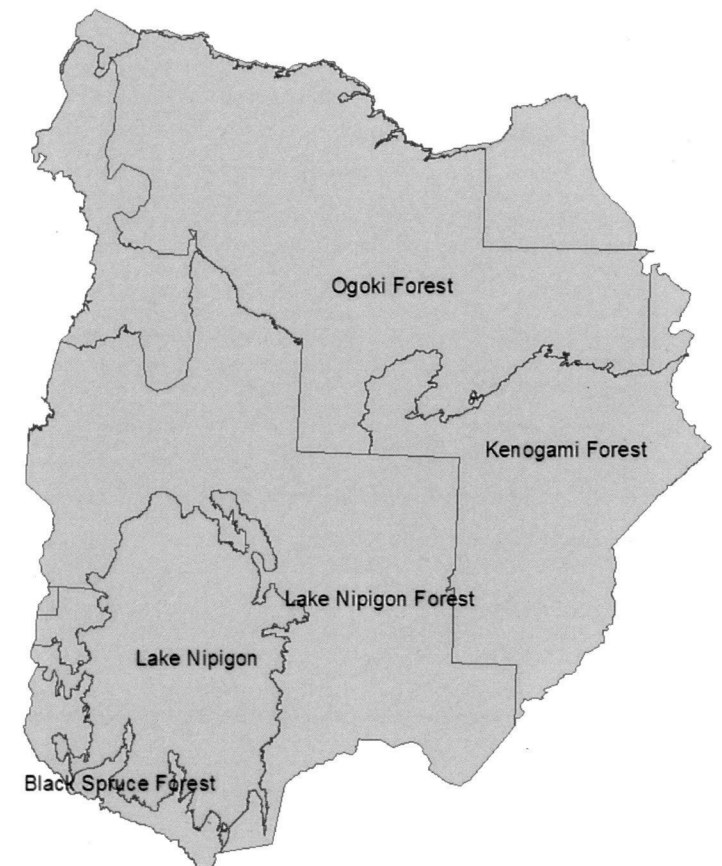 Ogoki Forest
Kenogami Forest
Lake Nipigon Forest
Lake Nipigon
Black Spruce Forest